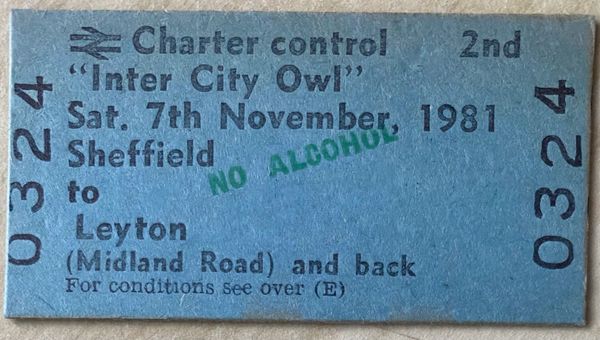 Charter control 2nd
"Inter City Owl"
Sat. 7th November, 1981
Sheffield
NO ALCOHOL
to
Leyton
(Midland Road) and back
For conditions see over (E)
0324
0324